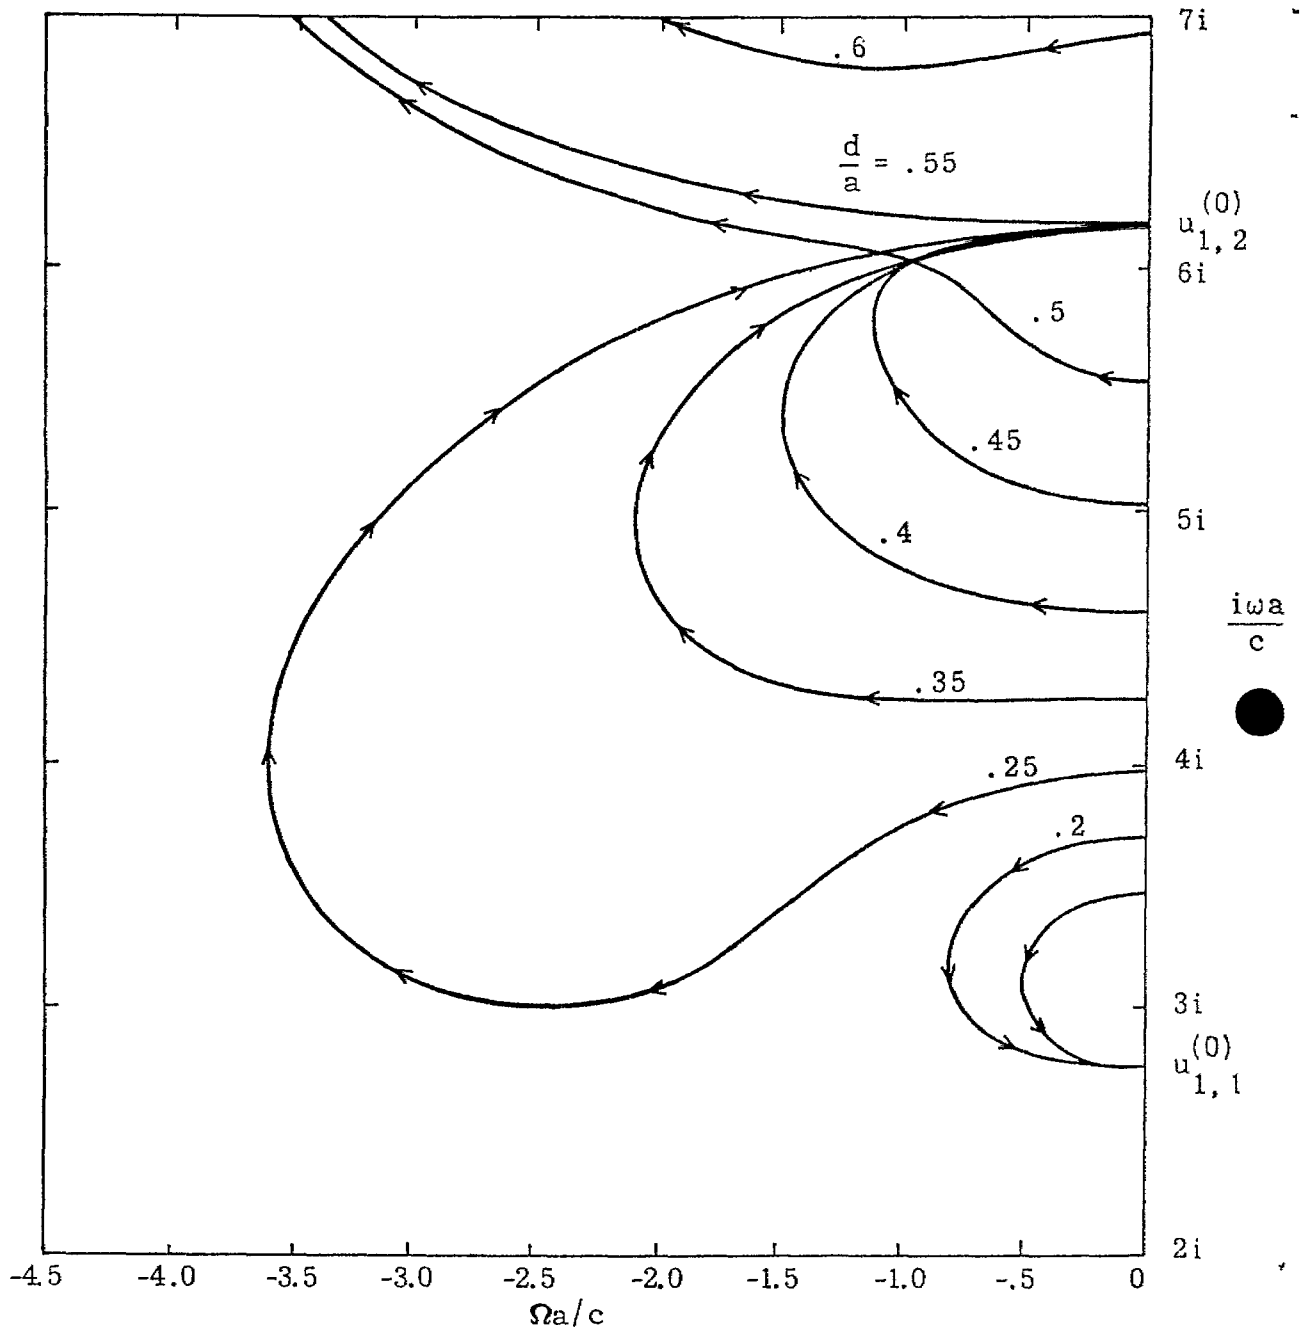 7i
.6
d/a = .55
u_{1,2}^{(0)}
6i
.5
.45
5i
.4
iωa/c
.35
4i
.25
.2
3i
u_{1,1}^{(0)}
2i
-4.5 -4.0 -3.5 -3.0 -2.5 -2.0 -1.5 -1.0 -.5 0
Ωa/c